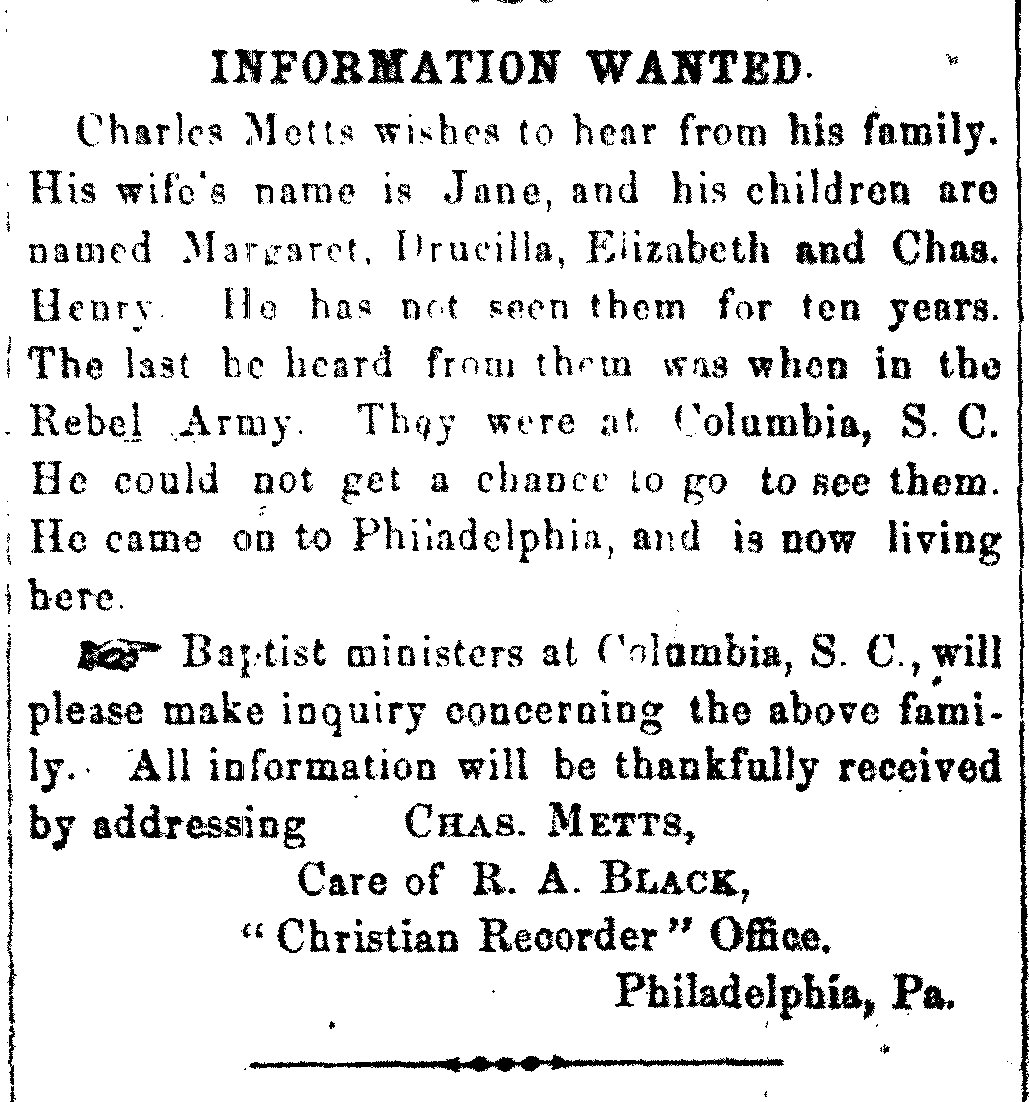 INFORMATION WANTED.
Charles Metts wishes to hear from his family.
His wife's name is Jane, and his children are
named Margaret, Drucilla, Elizabeth and Chas.
Henry. He has not seen them for ten years.
The last he heard from them was when in the
Rebel Army. They were at Columbia, S. C.
He could not get a chance to go to see them.
He came on to Philadelphia, and is now living
here.
☞ Baptist ministers at Columbia, S. C., will
please make inquiry concerning the above fami-
ly. All information will be thankfully received
by addressing CHAS. METTS,
Care of R. A. BLACK,
"Christian Recorder" Office.
Philadelphia, Pa.